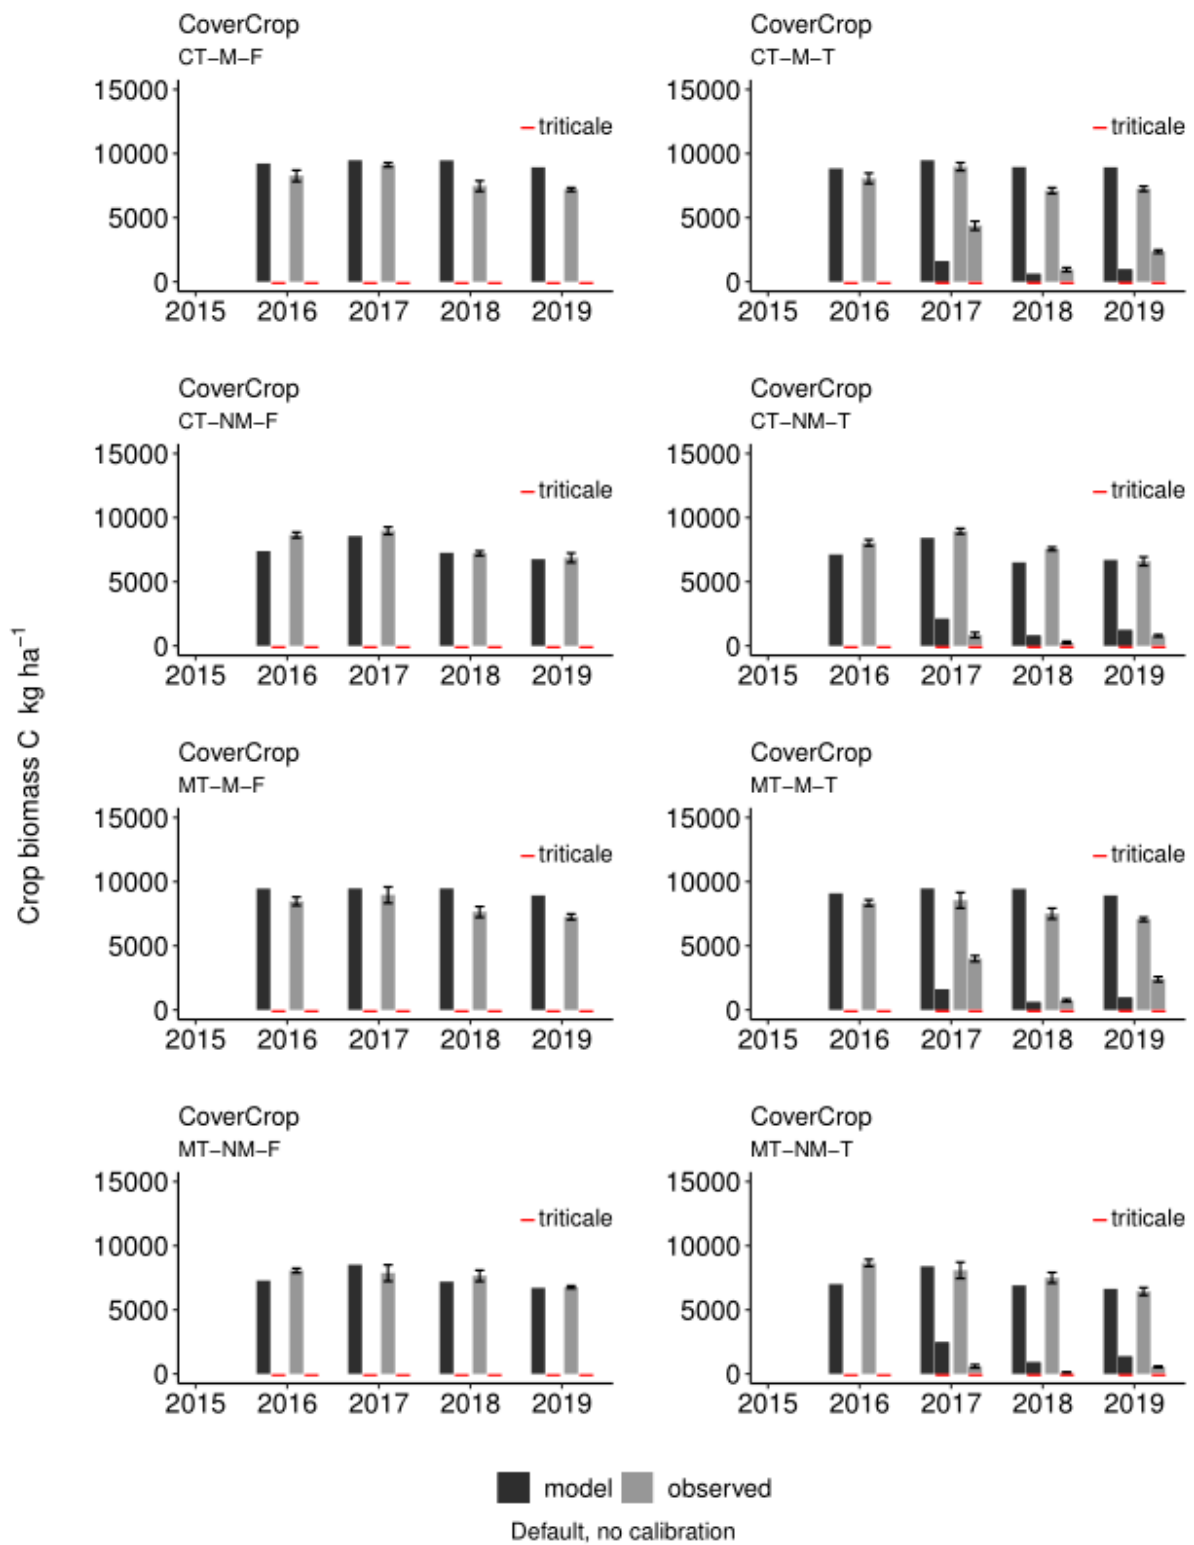 CoverCrop
CT−M−F
15000
10000
5000
0
triticale
2015 2016 2017 2018 2019
CoverCrop
CT−M−T
15000
10000
5000
0
triticale
2015 2016 2017 2018 2019
CoverCrop
CT−NM−F
15000
10000
5000
0
triticale
2015 2016 2017 2018 2019
CoverCrop
CT−NM−T
15000
10000
5000
0
triticale
2015 2016 2017 2018 2019
Crop biomass C kg ha⁻¹
CoverCrop
MT−M−F
15000
10000
5000
0
triticale
2015 2016 2017 2018 2019
CoverCrop
MT−M−T
15000
10000
5000
0
triticale
2015 2016 2017 2018 2019
CoverCrop
MT−NM−F
15000
10000
5000
0
triticale
2015 2016 2017 2018 2019
CoverCrop
MT−NM−T
15000
10000
5000
0
triticale
2015 2016 2017 2018 2019
model observed
Default, no calibration